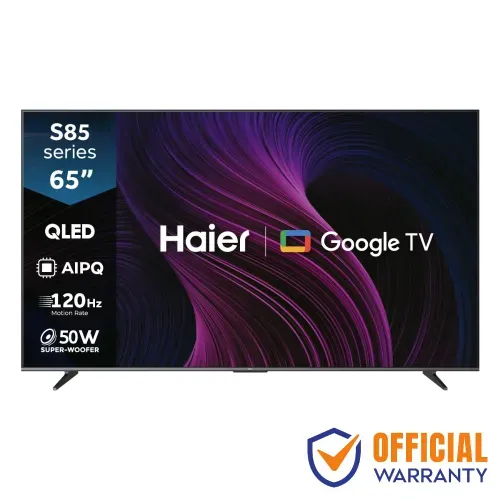 S85
series
65”
QLED
AIPQ
120Hz
Motion Rate
50W
SUPER-WOOFER
Haier | Google TV
OFFICIAL
WARRANTY